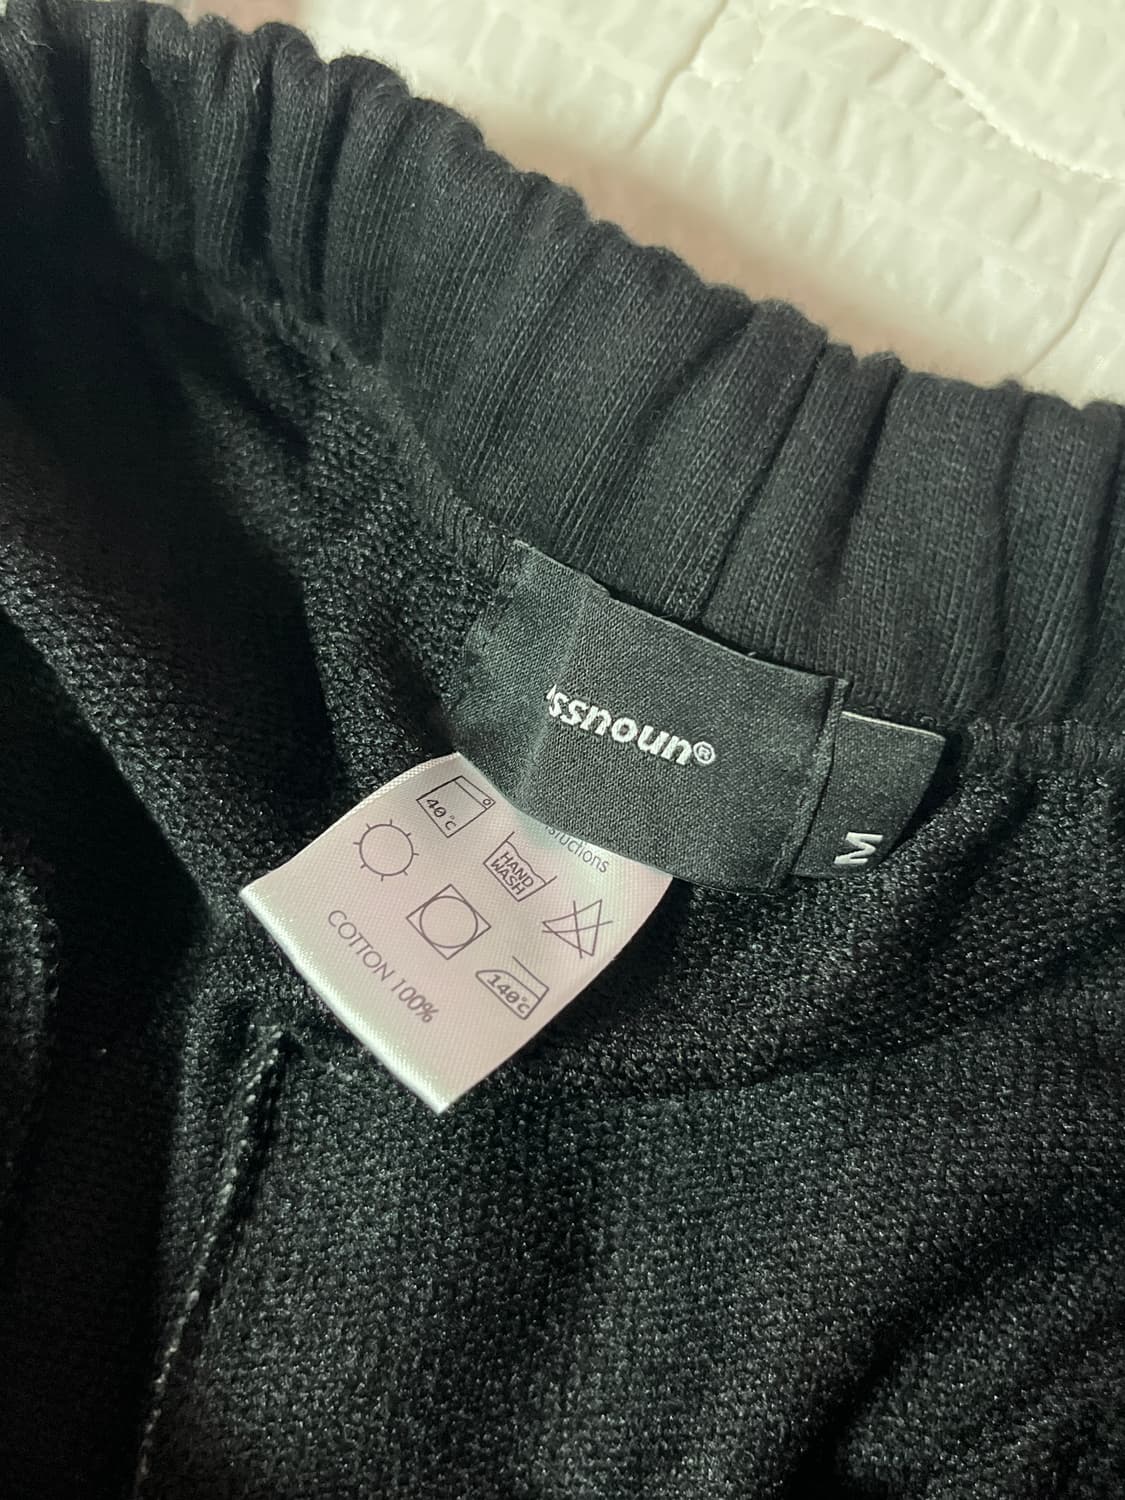 ssnoun®
M
structions
40℃
HAND
WASH
140℃
COTTON 100%